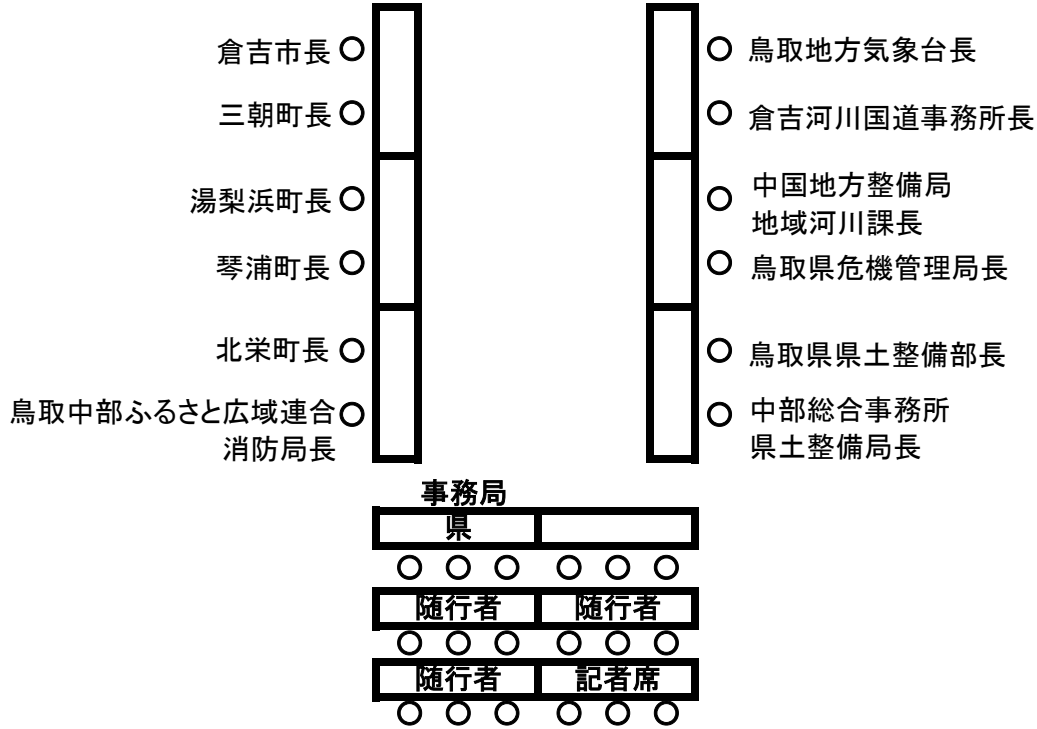 倉吉市長
三朝町長
湯梨浜町長
琴浦町長
北栄町長
鳥取中部ふるさと広域連合
消防局長
鳥取地方気象台長
倉吉河川国道事務所長
中国地方整備局
地域河川課長
鳥取県危機管理局長
鳥取県県土整備部長
中部総合事務所
県土整備局長
事務局
県
随行者
随行者
随行者
記者席